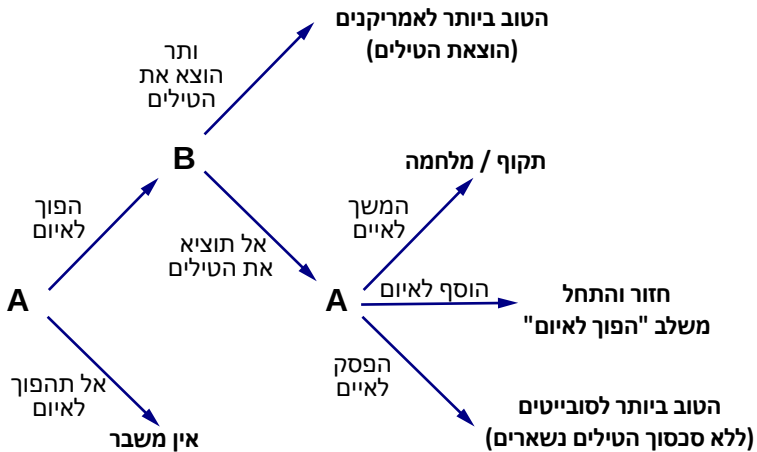 הטוב ביותר לאמריקנים
(הוצאת הטילים)
ותר
הוצא את
הטילים
B
תקוף / מלחמה
הפוך
לאיום
המשך
לאיים
אל תוציא
את הטילים
A
A
הוסף לאיום
חזור והתחל
משלב "הפוך לאיום"
הפסק
לאיים
אל תהפוך
לאיום
הטוב ביותר לסובייטים
(ללא סכסוך הטילים נשארים)
אין משבר